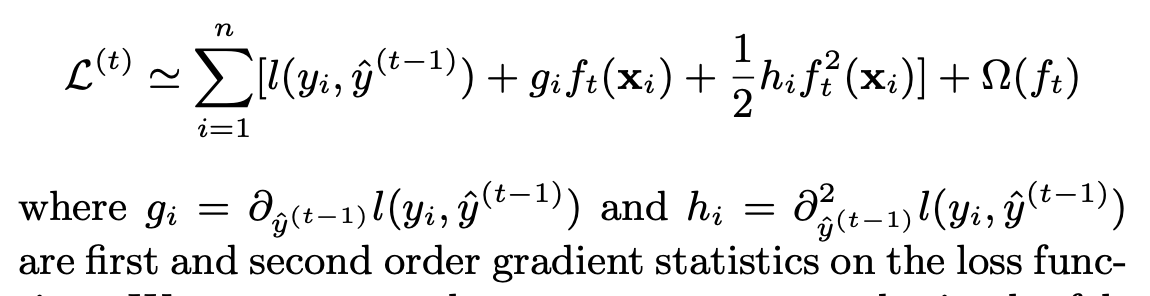 $\mathcal{L}^{(t)} \simeq \sum_{i=1}^{n} [l(y_i, \hat{y}^{(t-1)}) + g_i f_t(\mathbf{x}_i) + \frac{1}{2} h_i f_t^2(\mathbf{x}_i)] + \Omega(f_t)$
where $g_i = \partial_{\hat{y}^{(t-1)}} l(y_i, \hat{y}^{(t-1)})$ and $h_i = \partial^2_{\hat{y}^{(t-1)}} l(y_i, \hat{y}^{(t-1)})$
are first and second order gradient statistics on the loss func-